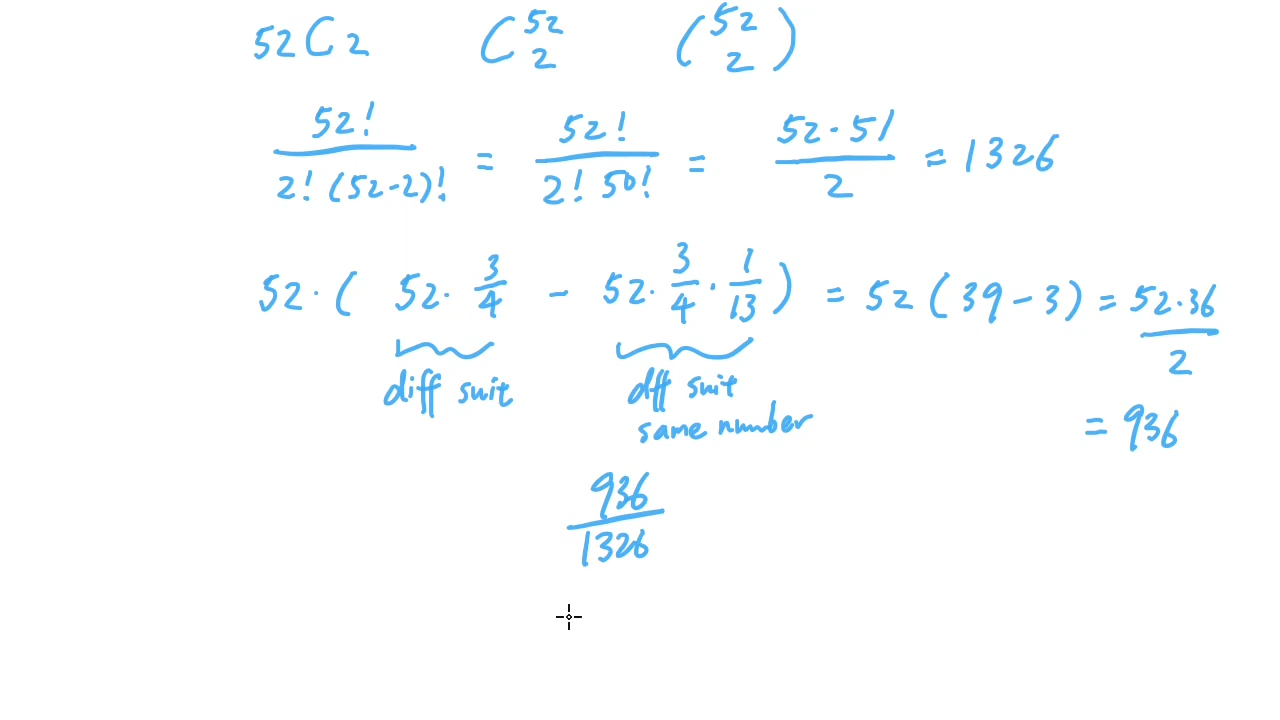 52C2 C 52 2 (52 2)
52! / 2! (52-2)! = 52! / 2! 50! = 52·51 / 2 = 1326
52·( 52·3/4 - 52·3/4·1/13 ) = 52(39-3) = 52·36 / 2
diff suit diff suit
same number = 936
936 / 1326